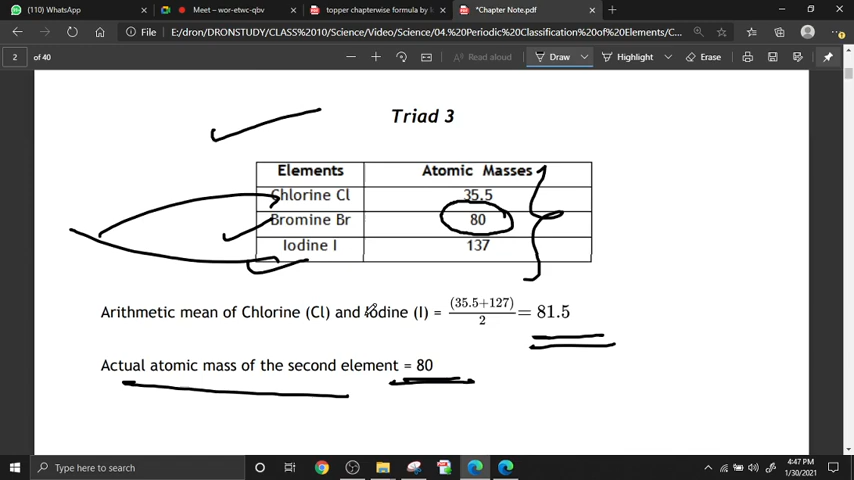 (110) WhatsApp
Meet – wor-etwc-qbv
topper chapterwise formula by k
*Chapter Note.pdf
File
E:/dron/DRONSTUDY/CLASS%2010/Science/Video/Science/04.%20Periodic%20Classification%20of%20Elements/C...
2
of 40
Draw
Highlight
Erase
Triad 3
Elements Atomic Masses
Chlorine Cl 35.5
Bromine Br 80
Iodine I 137
Arithmetic mean of Chlorine (Cl) and Iodine (I) = (35.5+127)/2 = 81.5
Actual atomic mass of the second element = 80
Type here to search
4:47 PM
1/30/2021